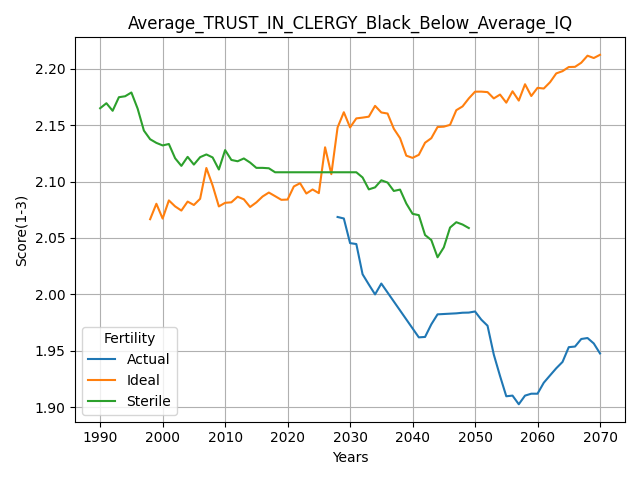 Average_TRUST_IN_CLERGY_Black_Below_Average_IQ
2.20
2.15
2.10
2.05
2.00
1.95
1.90
Score(1-3)
Fertility
Actual
Ideal
Sterile
1990 2000 2010 2020 2030 2040 2050 2060 2070
Years